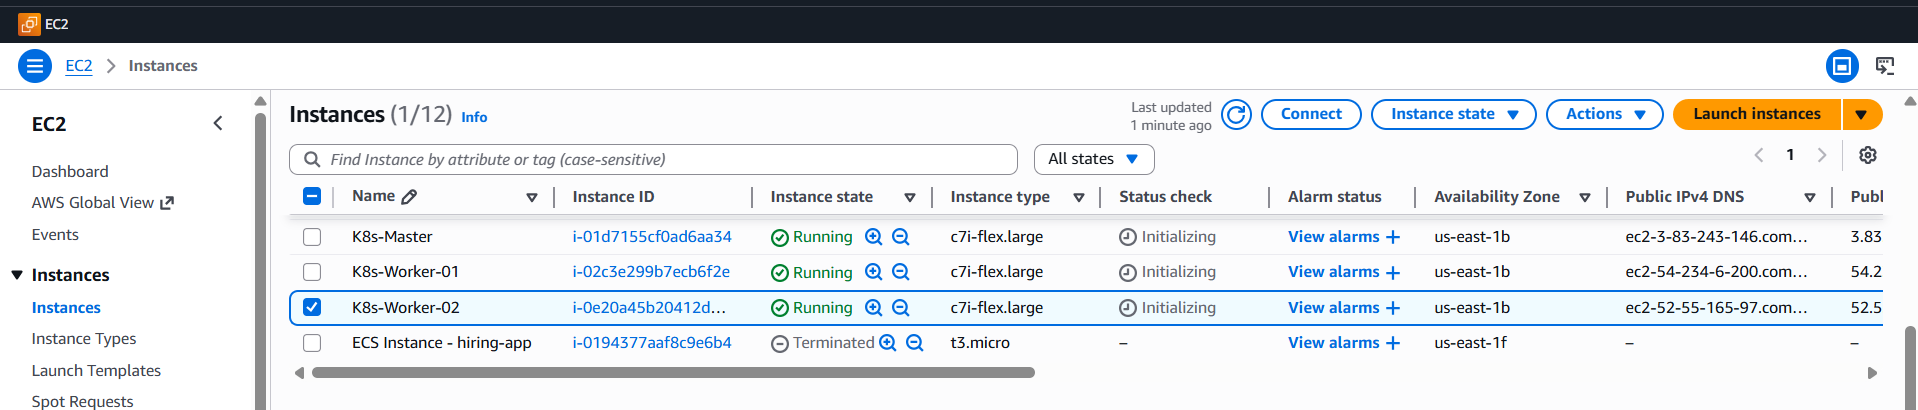 EC2
EC2 Instances
EC2
Dashboard
AWS Global View
Events
Instances
Instances
Instance Types
Launch Templates
Spot Requests
Instances (1/12) Info
Last updated
1 minute ago
Connect Instance state Actions Launch instances
Find Instance by attribute or tag (case-sensitive) All states 1
Name Instance ID Instance state Instance type Status check Alarm status Availability Zone Public IPv4 DNS Publ
K8s-Master i-01d7155cf0ad6aa34 Running c7i-flex.large Initializing View alarms + us-east-1b ec2-3-83-243-146.com... 3.83
K8s-Worker-01 i-02c3e299b7ecb6f2e Running c7i-flex.large Initializing View alarms + us-east-1b ec2-54-234-6-200.com... 54.2
K8s-Worker-02 i-0e20a45b20412d... Running c7i-flex.large Initializing View alarms + us-east-1b ec2-52-55-165-97.com... 52.5
ECS Instance - hiring-app i-0194377aaf8c9e6b4 Terminated t3.micro – View alarms + us-east-1f – –